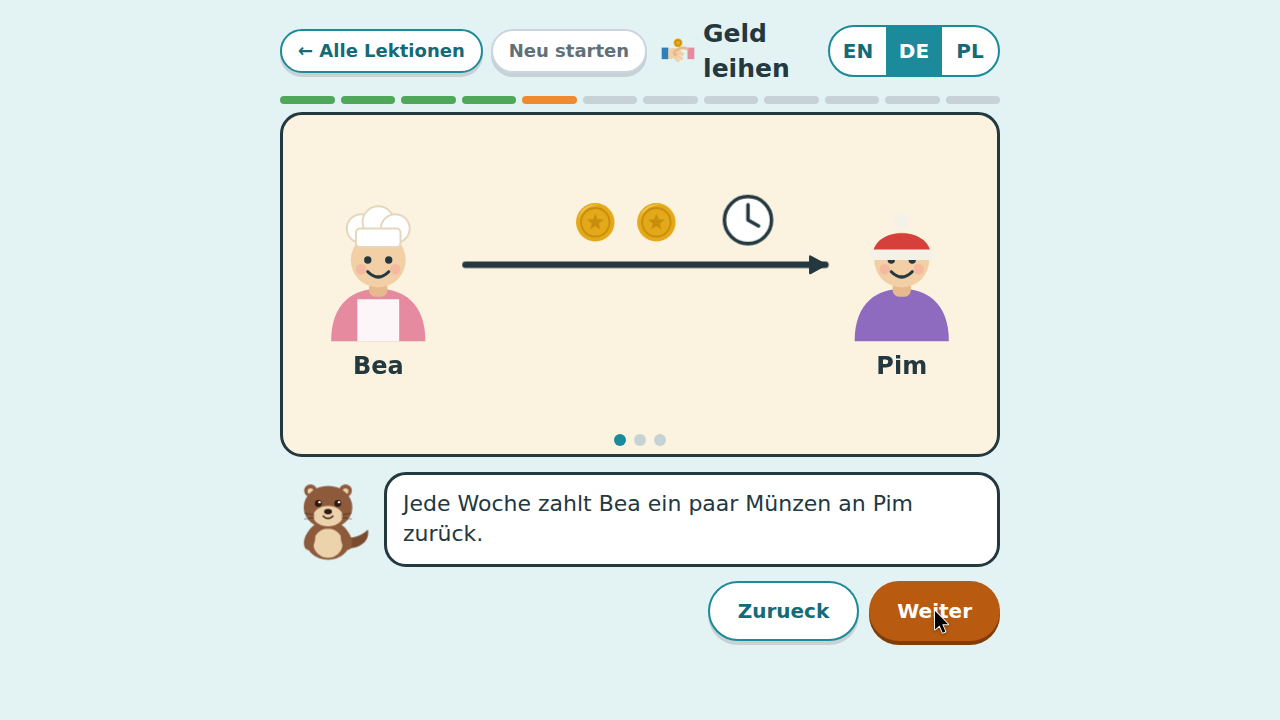 ← Alle Lektionen
Neu starten
Geld
leihen
EN DE PL
Bea
Pim
Jede Woche zahlt Bea ein paar Münzen an Pim
zurück.
Zurueck
Weiter